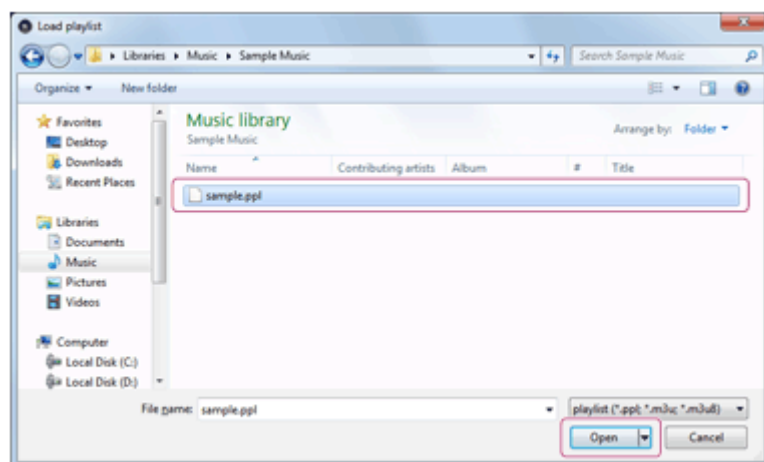 Load playlist
Libraries Music Sample Music Search Sample Music
Organize New folder
Favorites
Desktop
Downloads
Recent Places
Libraries
Documents
Music
Pictures
Videos
Computer
Local Disk (C:)
Local Disk (D:)
Music library
Sample Music
Arrange by: Folder
Name Contributing artists Album # Title
sample.ppl
File name: sample.ppl playlist (*.ppl; *.m3u; *.m3u8)
Open Cancel